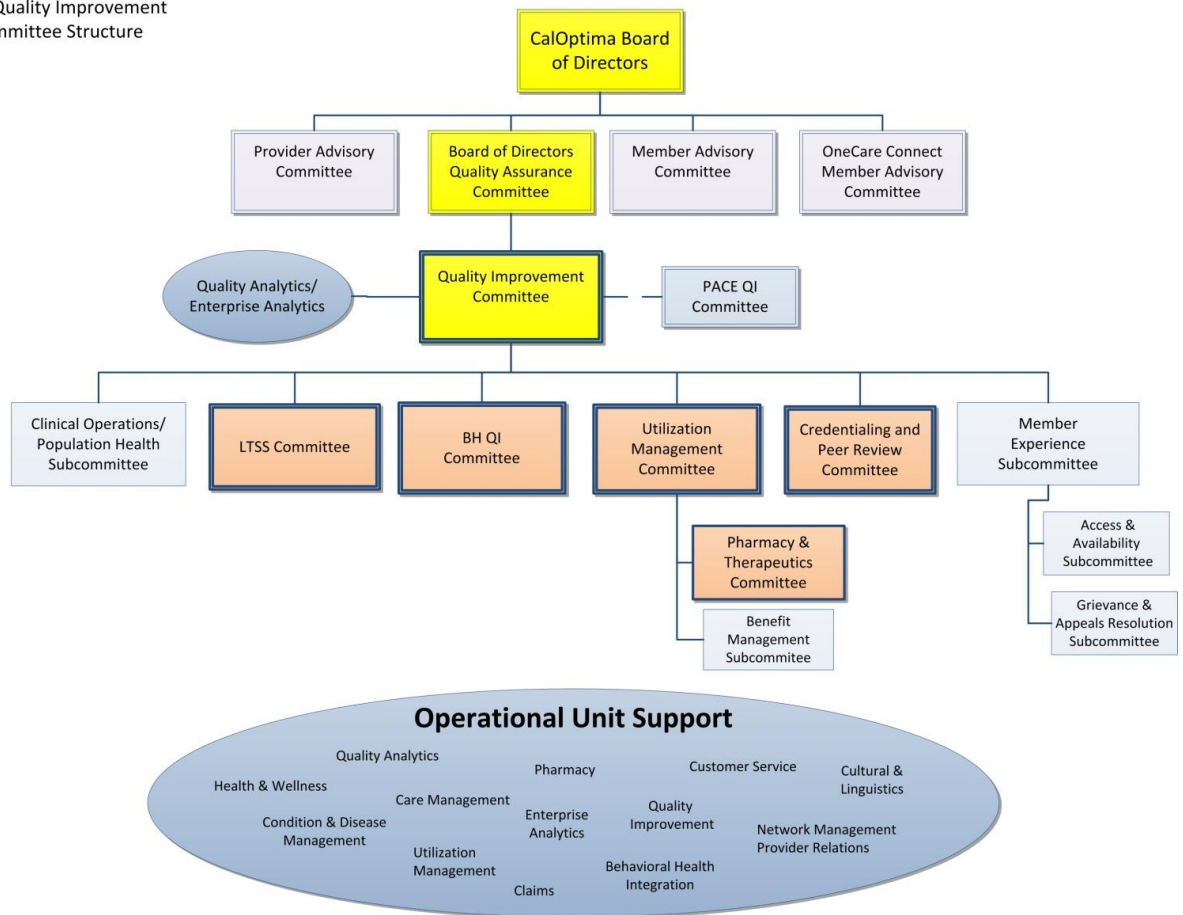 Quality Improvement
mmittee Structure
CalOptima Board
of Directors
Provider Advisory
Committee
Board of Directors
Quality Assurance
Committee
Member Advisory
Committee
OneCare Connect
Member Advisory
Committee
Quality Analytics/
Enterprise Analytics
Quality Improvement
Committee
PACE QI
Committee
Clinical Operations/
Population Health
Subcommittee
LTSS Committee
BH QI
Committee
Utilization
Management
Committee
Credentialing and
Peer Review
Committee
Member
Experience
Subcommittee
Pharmacy &
Therapeutics
Committee
Benefit
Management
Subcommitee
Access &
Availability
Subcommittee
Grievance &
Appeals Resolution
Subcommittee
Operational Unit Support
Quality Analytics
Health & Wellness
Pharmacy
Customer Service
Cultural &
Linguistics
Care Management
Condition & Disease
Management
Enterprise
Analytics
Quality
Improvement
Network Management
Provider Relations
Utilization
Management
Behavioral Health
Integration
Claims